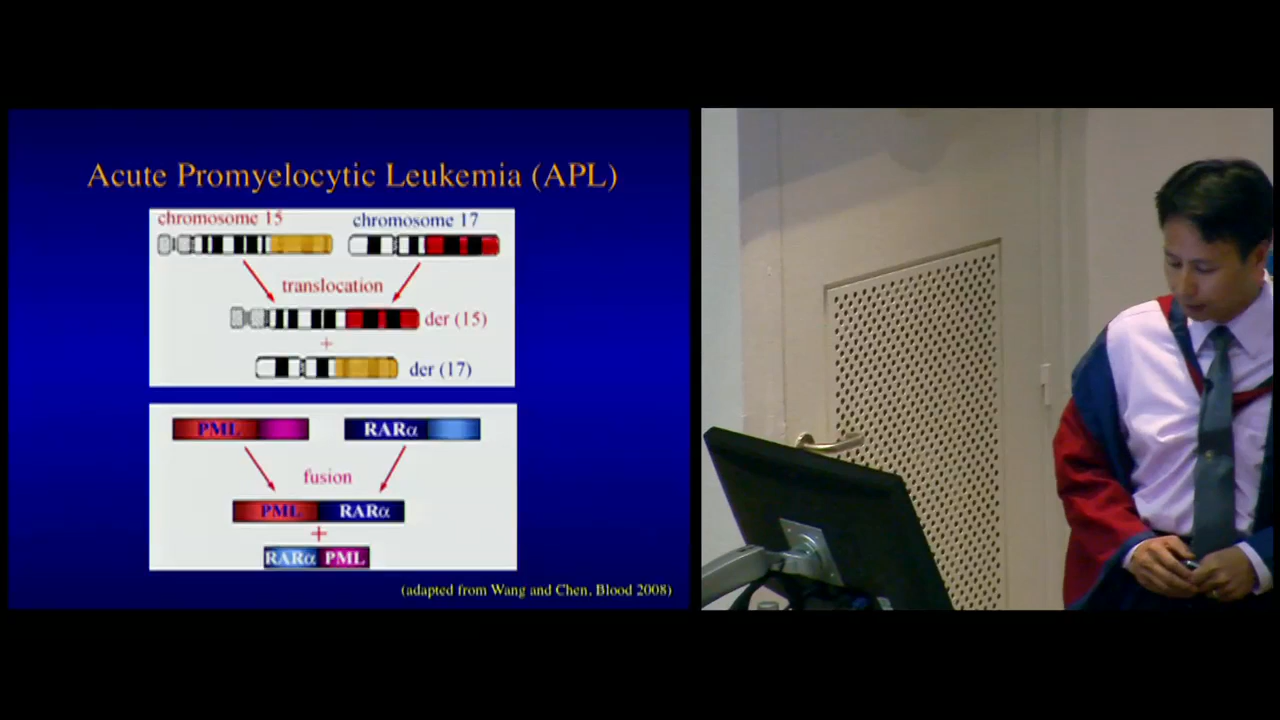 Acute Promyelocytic Leukemia (APL)
chromosome 15 chromosome 17
translocation
der (15)
+
der (17)
PML RARα
fusion
PML RARα
+
RARα PML
(adapted from Wang and Chen, Blood 2008)